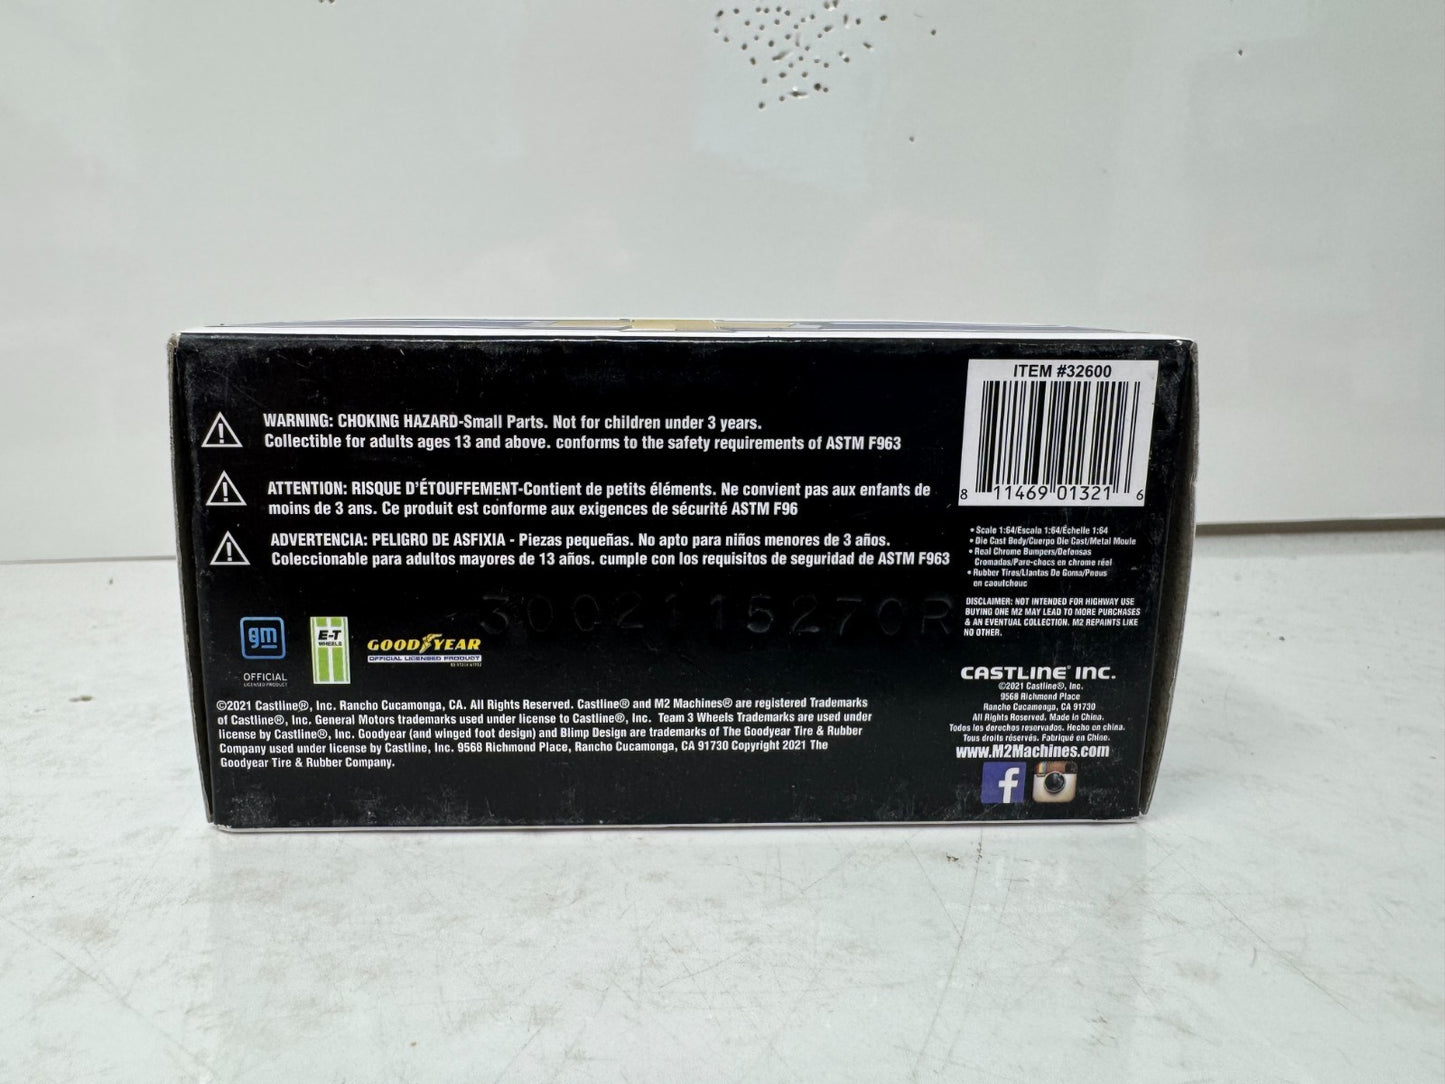 WARNING: CHOKING HAZARD-Small Parts. Not for children under 3 years.
Collectible for adults ages 13 and above. conforms to the safety requirements of ASTM F963
ATTENTION: RISQUE D'ÉTOUFFEMENT-Contient de petits éléments. Ne convient pas aux enfants de
moins de 3 ans. Ce produit est conforme aux exigences de sécurité ASTM F96
ADVERTENCIA: PELIGRO DE ASFIXIA - Piezas pequeñas. No apto para niños menores de 3 años.
Coleccionable para adultos mayores de 13 años. cumple con los requisitos de seguridad de ASTM F963
3002115270R
gm
OFFICIAL
LICENSED PRODUCT
E-T
WHEELS
GOODYEAR
OFFICIAL LICENSED PRODUCT
©2021 Castline®, Inc. Rancho Cucamonga, CA. All Rights Reserved. Castline® and M2 Machines® are registered Trademarks
of Castline®, Inc. General Motors trademarks used under license to Castline®, Inc. Team 3 Wheels Trademarks are used under
license by Castline®, Inc. Goodyear (and winged foot design) and Blimp Design are trademarks of The Goodyear Tire & Rubber
Company used under license by Castline, Inc. 9568 Richmond Place, Rancho Cucamonga, CA 91730 Copyright 2021 The
Goodyear Tire & Rubber Company.
ITEM #32600
8 11469 01321 6
• Scale 1:64/Escala 1:64/Échelle 1:64
• Die Cast Body/Cuerpo Die Cast/Metal Moule
• Real Chrome Bumpers/Defensas
Cromadas/Pare-chocs en chrome réel
• Rubber Tires/Llantas De Goma/Pneus
en caoutchouc
DISCLAIMER: NOT INTENDED FOR HIGHWAY USE
BUYING ONE M2 MAY LEAD TO MORE PURCHASES
& AN EVENTUAL COLLECTION. M2 REPAINTS LIKE
NO OTHER.
CASTLINE® INC.
©2021 Castline®, Inc.
9568 Richmond Place
Rancho Cucamonga, CA 91730
All Rights Reserved. Made in China.
Todos los derechos reservados. Hecho en china.
Tous droits réservés. Fabriqué en Chine.
www.M2Machines.com
f